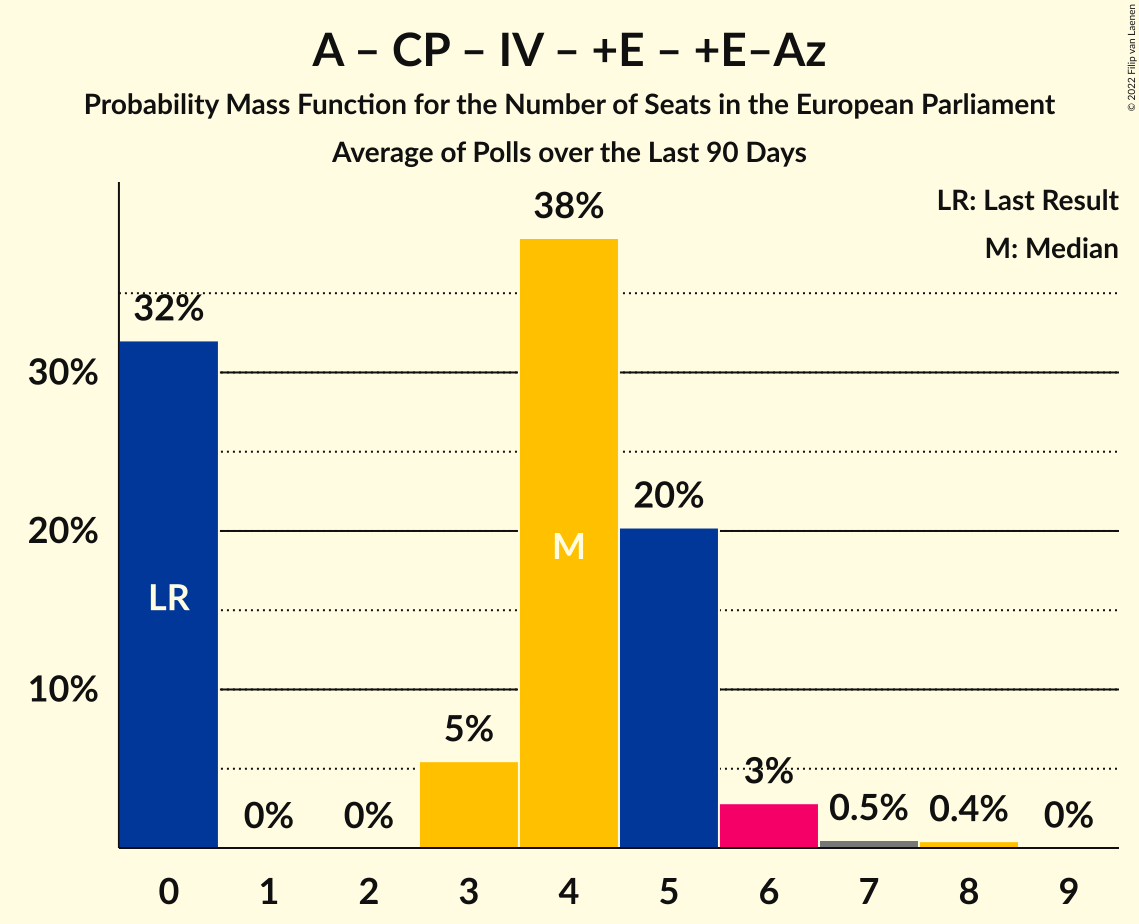 A – CP – IV – +E – +E–Az
Probability Mass Function for the Number of Seats in the European Parliament
Average of Polls over the Last 90 Days
© 2022 Filip van Laenen
LR: Last Result
M: Median
38%
32%
30%
20%
20%
M
LR
10%
5%
3%
0%
0%
0.5%
0.4%
0%
0
1
2
3
4
5
6
7
8
9